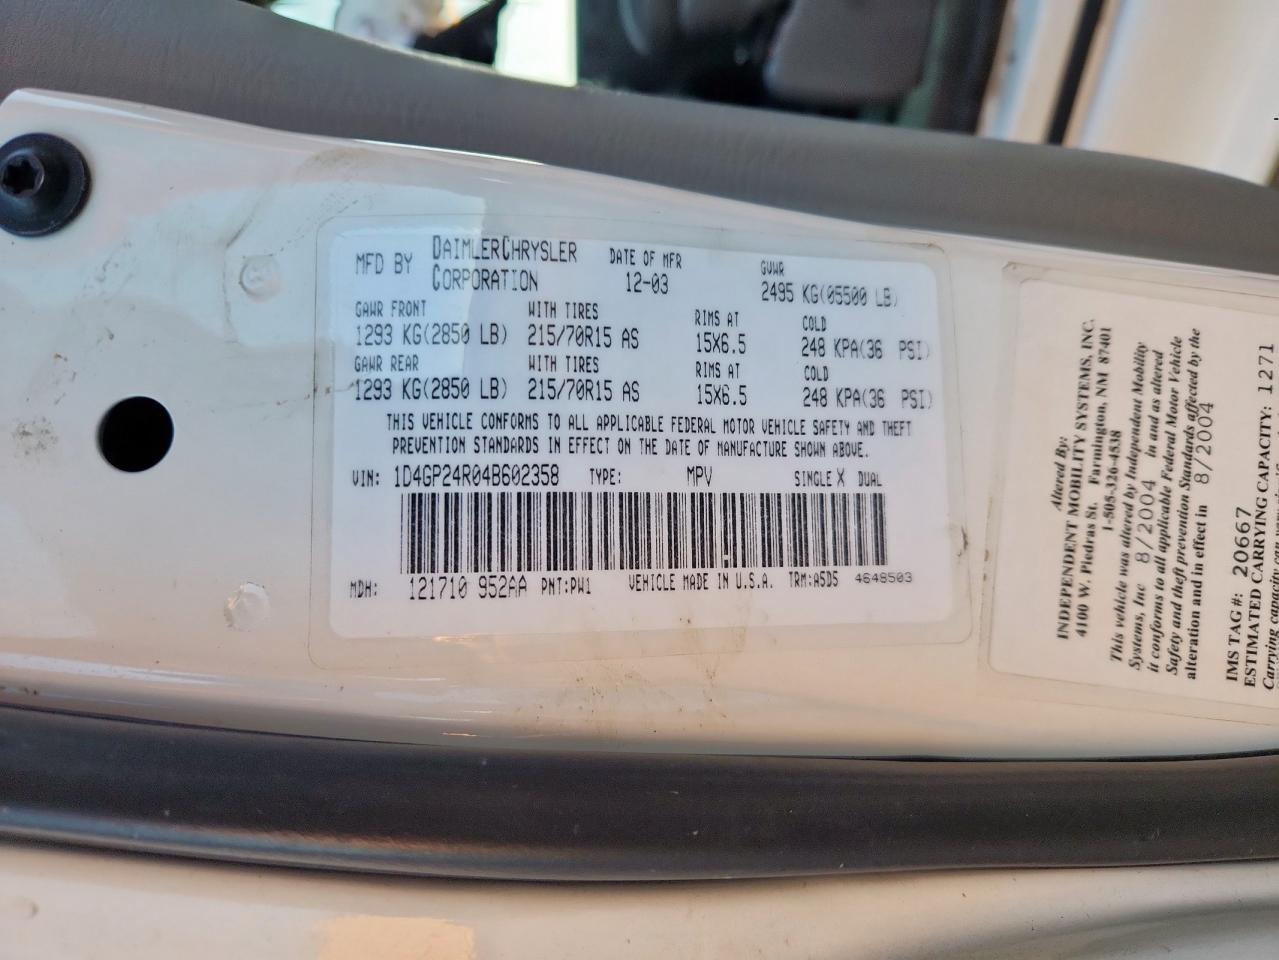 MFD BY DAIMLERCHRYSLER CORPORATION
DATE OF MFR 12-03
GVWR 2495 KG(05500 LB)
GAWR FRONT WITH TIRES RIMS AT COLD
1293 KG(2850 LB) 215/70R15 AS 15X6.5 248 KPA(36 PSI)
GAWR REAR WITH TIRES RIMS AT COLD
1293 KG(2850 LB) 215/70R15 AS 15X6.5 248 KPA(36 PSI)
THIS VEHICLE CONFORMS TO ALL APPLICABLE FEDERAL MOTOR VEHICLE SAFETY AND THEFT
PREVENTION STANDARDS IN EFFECT ON THE DATE OF MANUFACTURE SHOWN ABOVE.
VIN: 1D4GP24R04B602358 TYPE: MPV SINGLE X DUAL
MDH: 121710 952AA PNT:PW1 VEHICLE MADE IN U.S.A. TRM:A5D5 4648503
Altered By:
INDEPENDENT MOBILITY SYSTEMS, INC.
4100 W. Piedras St. Farmington, NM 87401
1-505-326-4538
This vehicle was altered by Independent Mobility
Systems, Inc 8/2004 in and as altered
it conforms to all applicable Federal Motor Vehicle
Safety and theft prevention Standards affected by the
alteration and in effect in 8/2004
IMS TAG #: 20667
ESTIMATED CARRYING CAPACITY: 1271
Carrying capacity